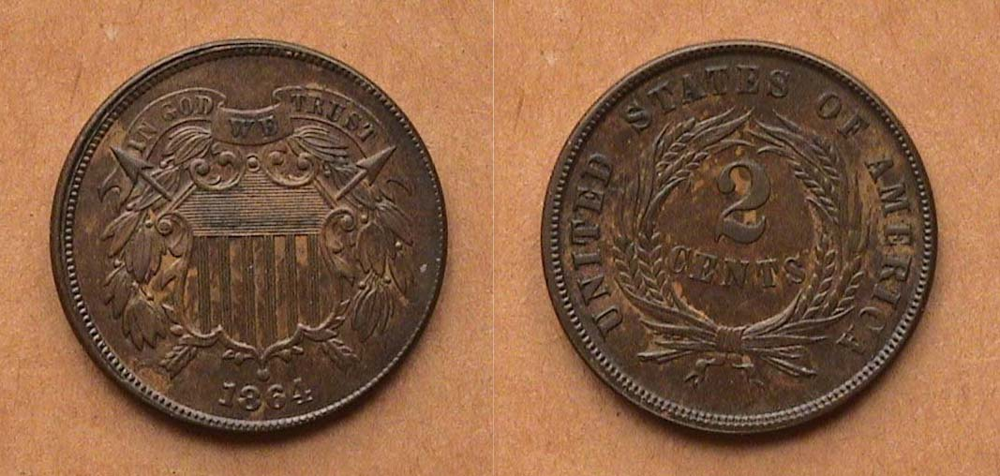 IN GOD WE TRUST
1864
UNITED STATES OF AMERICA
2
CENTS